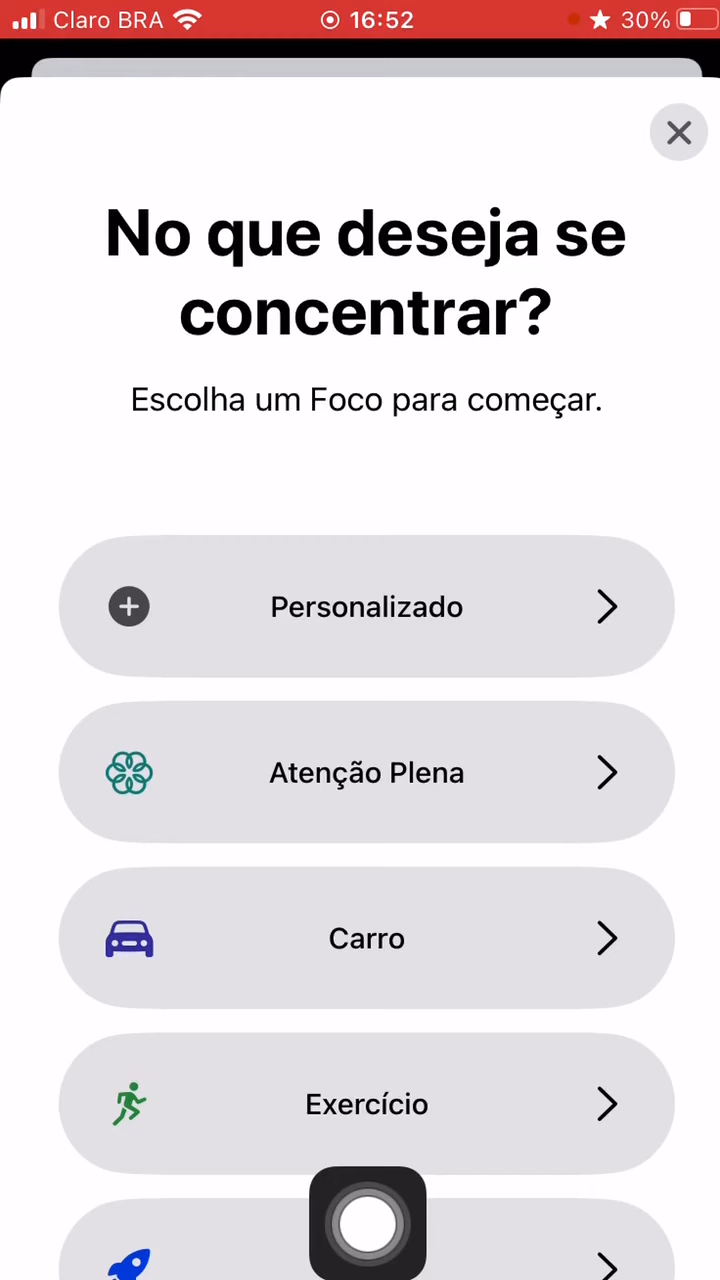 Claro BRA 16:52 30%
No que deseja se
concentrar?
Escolha um Foco para começar.
Personalizado
Atenção Plena
Carro
Exercício